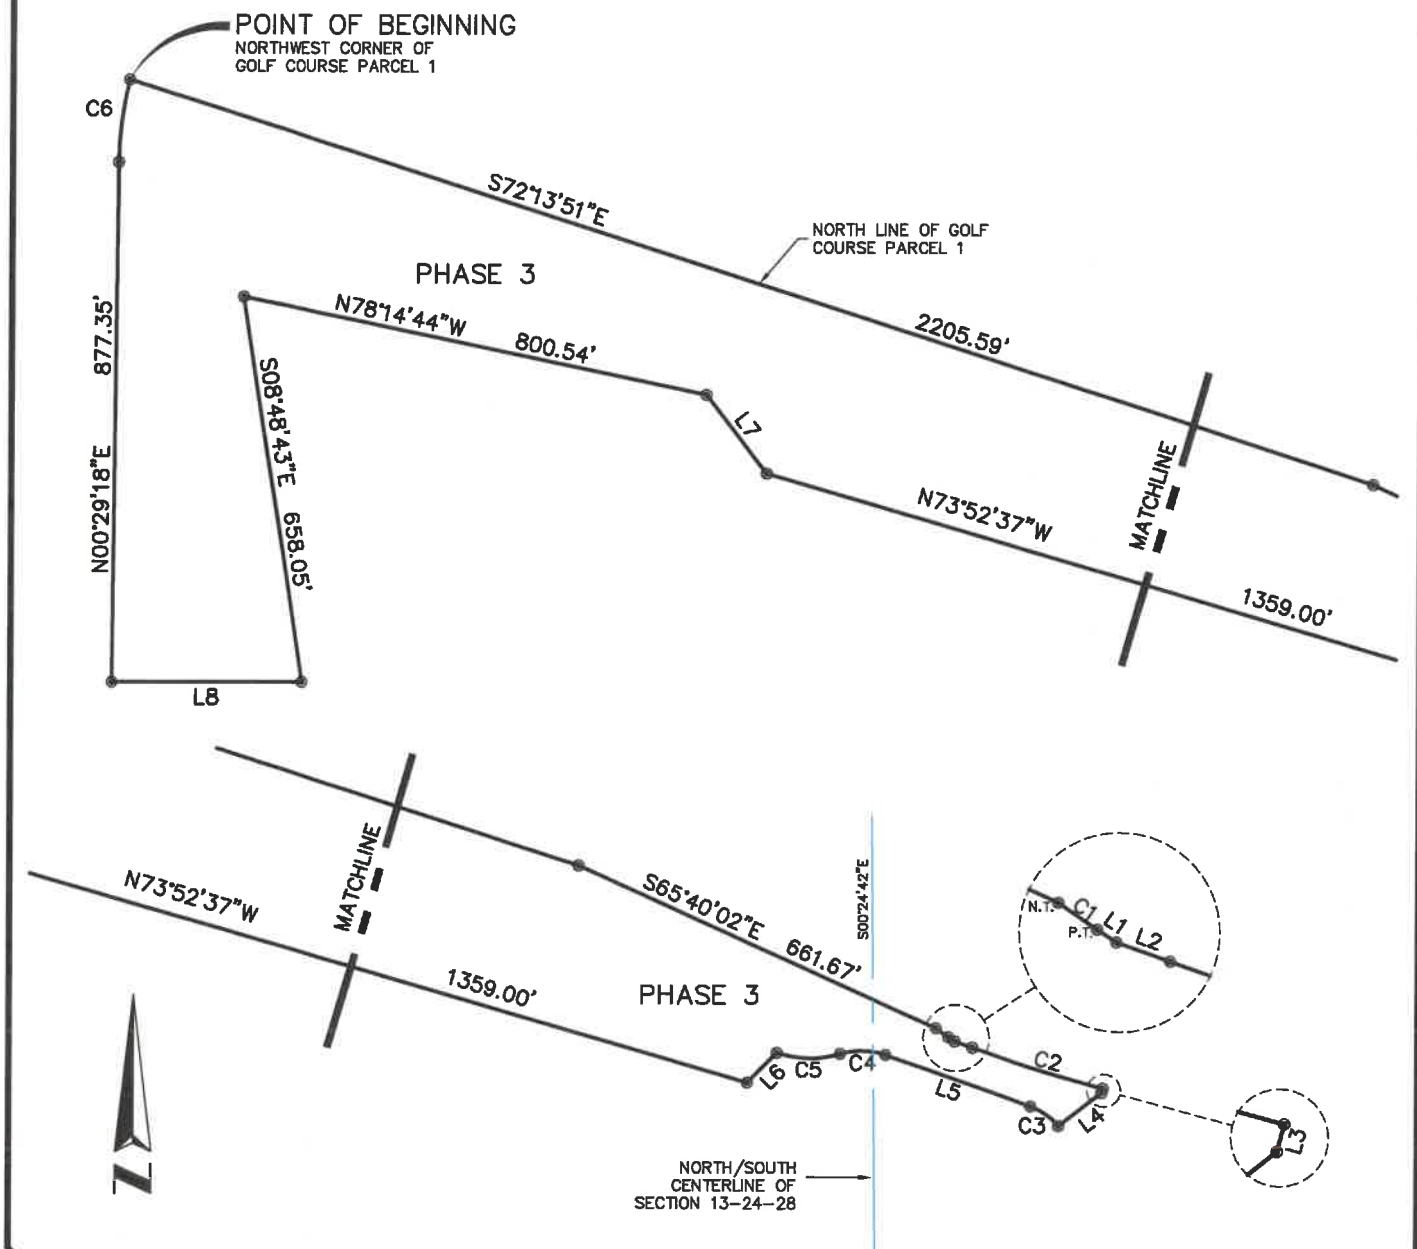 POINT OF BEGINNING
NORTHWEST CORNER OF
GOLF COURSE PARCEL 1
C6
S72°13'51"E
NORTH LINE OF GOLF
COURSE PARCEL 1
PHASE 3
N78°14'44"W
800.54'
2205.59'
877.35'
N00°29'18"E
S08°48'43"E 658.05'
L7
MATCHLINE
N73°52'37"W
1359.00'
L8
MATCHLINE
N73°52'37"W
1359.00'
S65°40'02"E
661.67'
S00°24'42"E
PHASE 3
N.T.
C1
P.T.
L1
L2
L6
C5
C4
L5
C2
C3
L4
L3
N
NORTH/SOUTH
CENTERLINE OF
SECTION 13-24-28